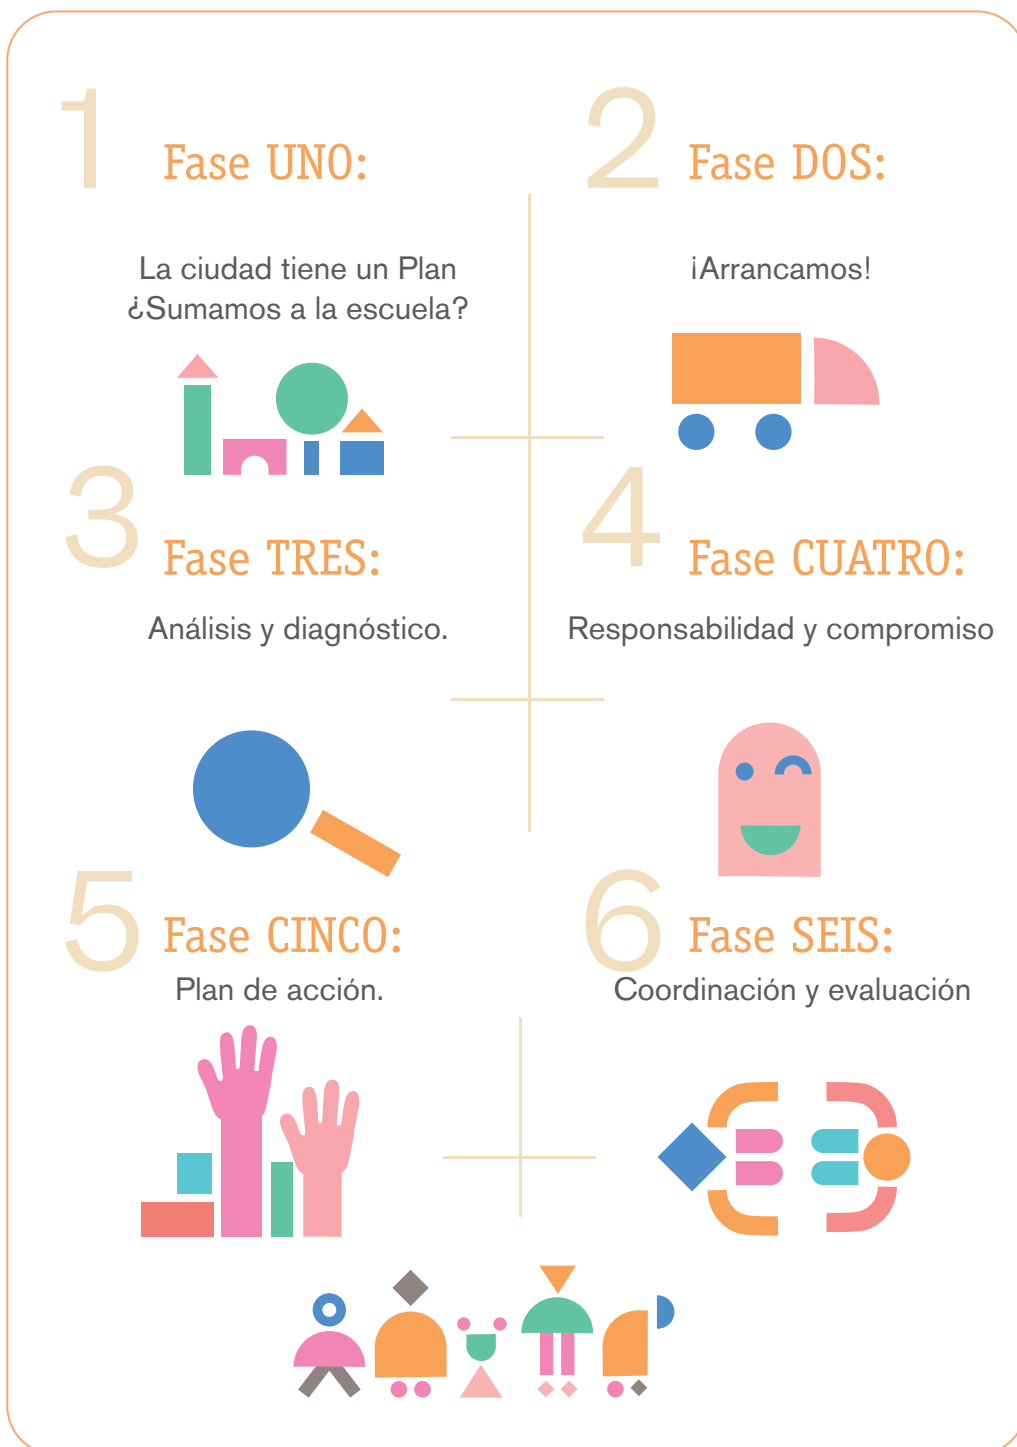 1
Fase UNO:
La ciudad tiene un Plan
¿Sumamos a la escuela?
2
Fase DOS:
¡Arrancamos!
3
Fase TRES:
Análisis y diagnóstico.
4
Fase CUATRO:
Responsabilidad y compromiso
5
Fase CINCO:
Plan de acción.
6
Fase SEIS:
Coordinación y evaluación